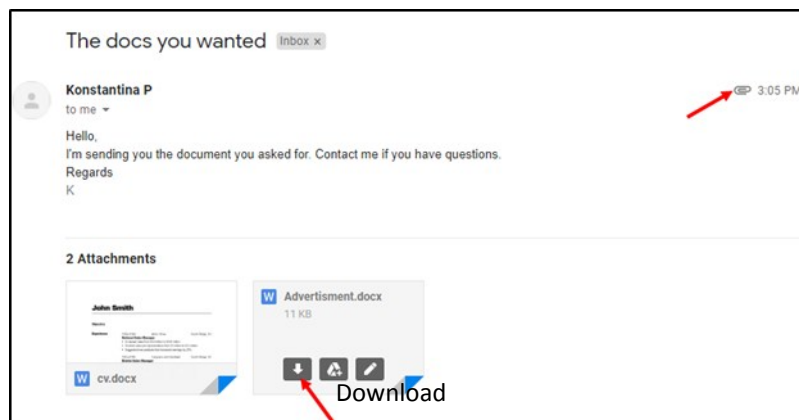 The docs you wanted Inbox x
Konstantina P 3:05 PM
to me
Hello,
I'm sending you the document you asked for. Contact me if you have questions.
Regards
K
2 Attachments
John Smith
W cv.docx
W Advertisment.docx
11 KB
Download